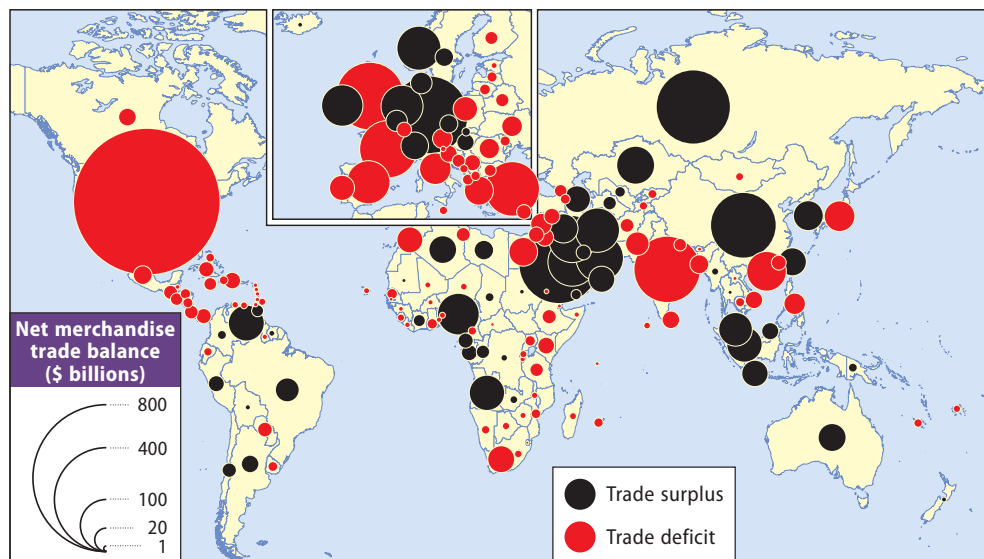 Net merchandise
trade balance
($ billions)
800
400
100
20
1
Trade surplus
Trade deficit